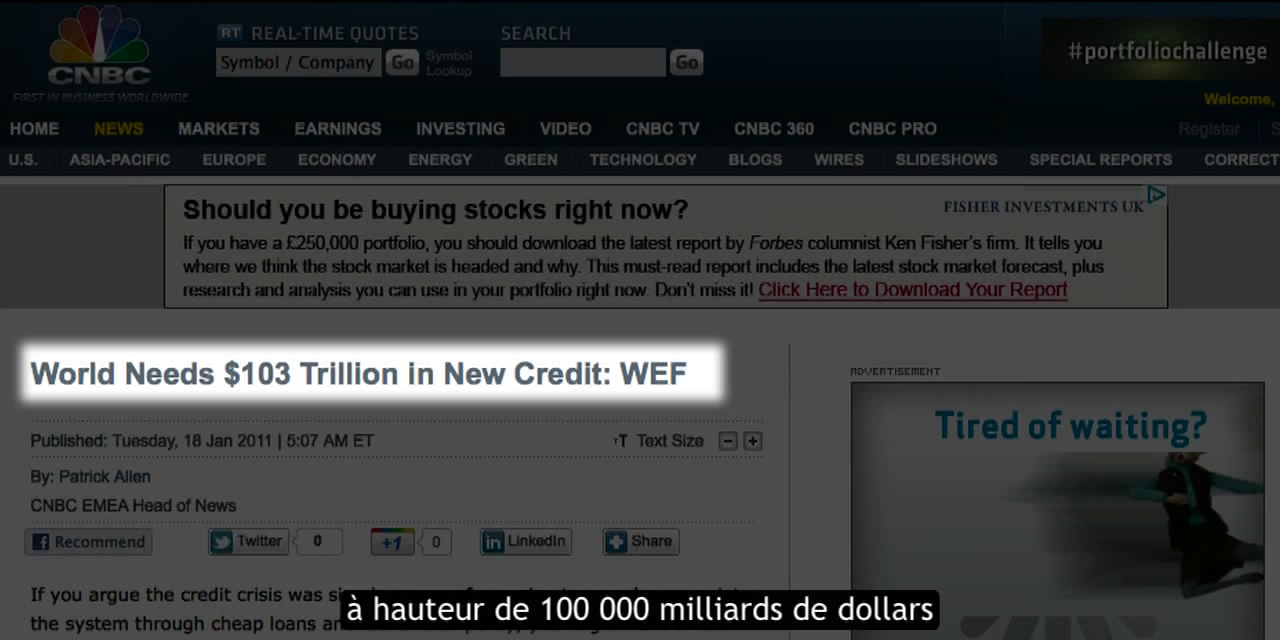 RT REAL-TIME QUOTES
SEARCH
Symbol / Company Go Symbol Lookup
Go
#portfoliochallenge
CNBC
FIRST IN BUSINESS WORLDWIDE
Welcome,
HOME NEWS MARKETS EARNINGS INVESTING VIDEO CNBC TV CNBC 360 CNBC PRO
Register
U.S. ASIA-PACIFIC EUROPE ECONOMY ENERGY GREEN TECHNOLOGY BLOGS WIRES SLIDESHOWS SPECIAL REPORTS CORRECT
Should you be buying stocks right now?
FISHER INVESTMENTS UK
If you have a £250,000 portfolio, you should download the latest report by Forbes columnist Ken Fisher's firm. It tells you
where we think the stock market is headed and why. This must-read report includes the latest stock market forecast, plus
research and analysis you can use in your portfolio right now. Don't miss it! Click Here to Download Your Report
World Needs $103 Trillion in New Credit: WEF
ADVERTISEMENT
Tired of waiting?
Published: Tuesday, 18 Jan 2011 | 5:07 AM ET
тT Text Size
By: Patrick Allen
CNBC EMEA Head of News
Recommend Twitter 0 +1 0 LinkedIn Share
If you argue the credit crisis was
the system through cheap loans
à hauteur de 100 000 milliards de dollars